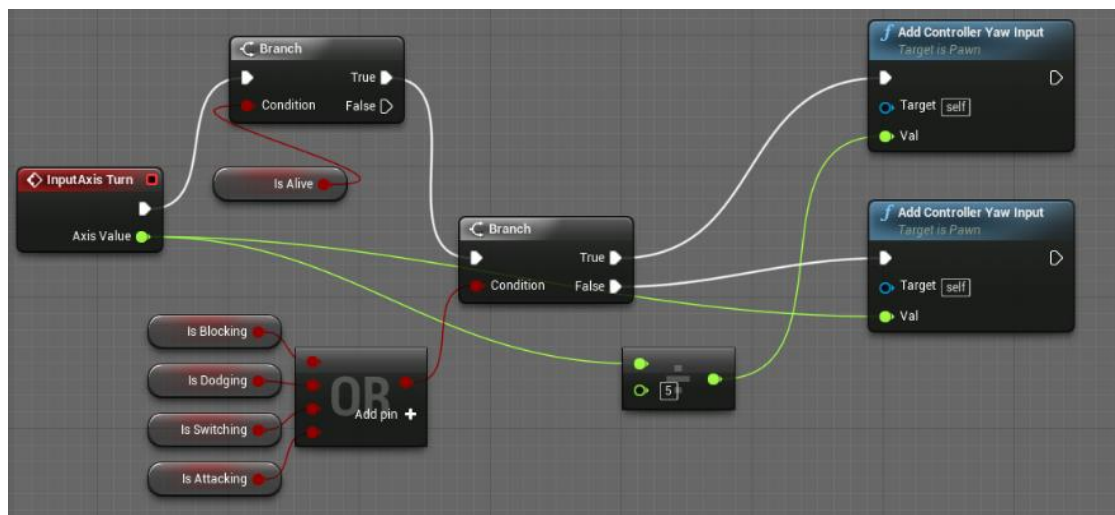 Branch
True
Condition
False
Is Alive
InputAxis Turn
Axis Value
Branch
True
Condition
False
Is Blocking
Is Dodging
Is Switching
Is Attacking
OR
Add pin +
÷
5
f Add Controller Yaw Input
Target is Pawn
Target self
Val
f Add Controller Yaw Input
Target is Pawn
Target self
Val